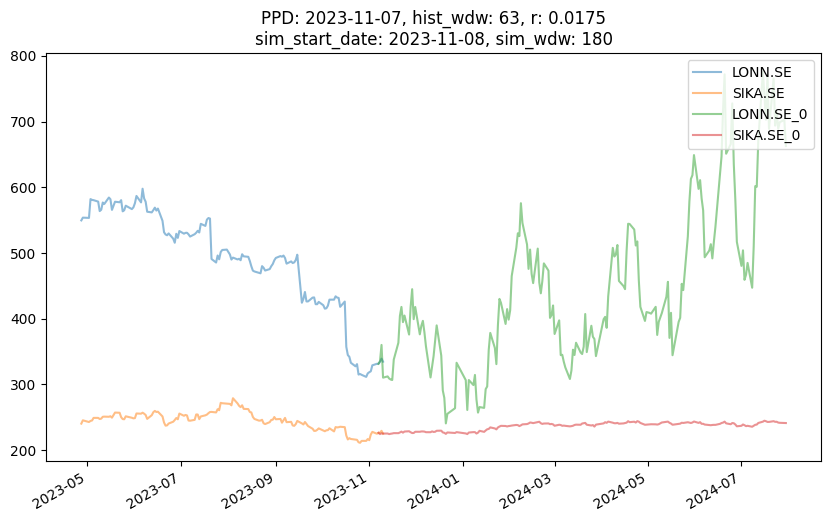 PPD: 2023-11-07, hist_wdw: 63, r: 0.0175
sim_start_date: 2023-11-08, sim_wdw: 180
800
700
600
500
400
300
200
LONN.SE
SIKA.SE
LONN.SE_0
SIKA.SE_0
2023-05
2023-07
2023-09
2023-11
2024-01
2024-03
2024-05
2024-07